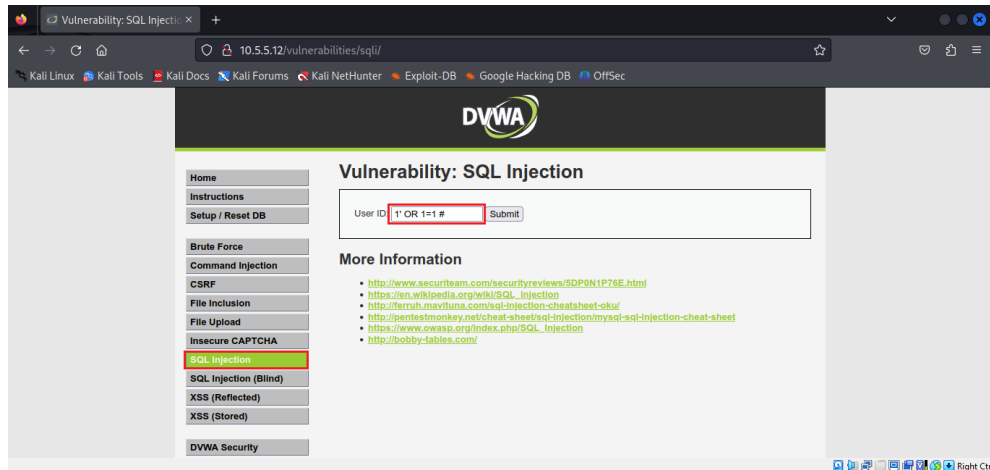 Vulnerability: SQL Injectio
10.5.5.12/vulnerabilities/sqli/
Kali Linux Kali Tools Kali Docs Kali Forums Kali NetHunter Exploit-DB Google Hacking DB OffSec
DVWA
Home
Instructions
Setup / Reset DB
Brute Force
Command Injection
CSRF
File Inclusion
File Upload
Insecure CAPTCHA
SQL Injection
SQL Injection (Blind)
XSS (Reflected)
XSS (Stored)
DVWA Security
Vulnerability: SQL Injection
User ID: 1' OR 1=1 # Submit
More Information
http://www.securiteam.com/securityreviews/5DP0N1P76E.html
https://en.wikipedia.org/wiki/SQL_injection
http://ferruh.mavituna.com/sql-injection-cheatsheet-oku/
http://pentestmonkey.net/cheat-sheet/sql-injection/mysql-sql-injection-cheat-sheet
https://www.owasp.org/index.php/SQL_Injection
http://bobby-tables.com/
Right Ctr